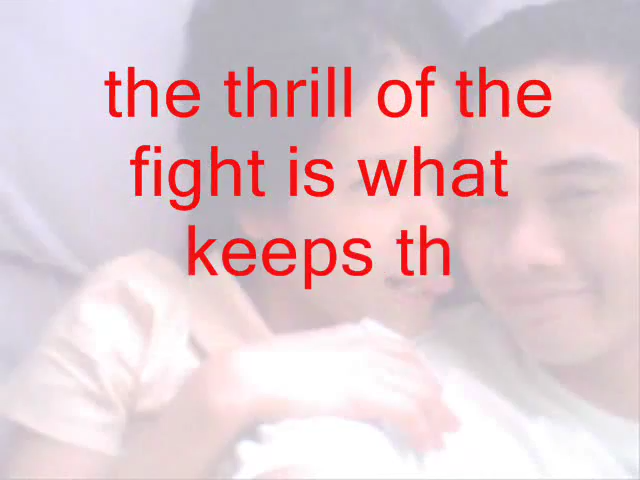 the thrill of the
fight is what
keeps th